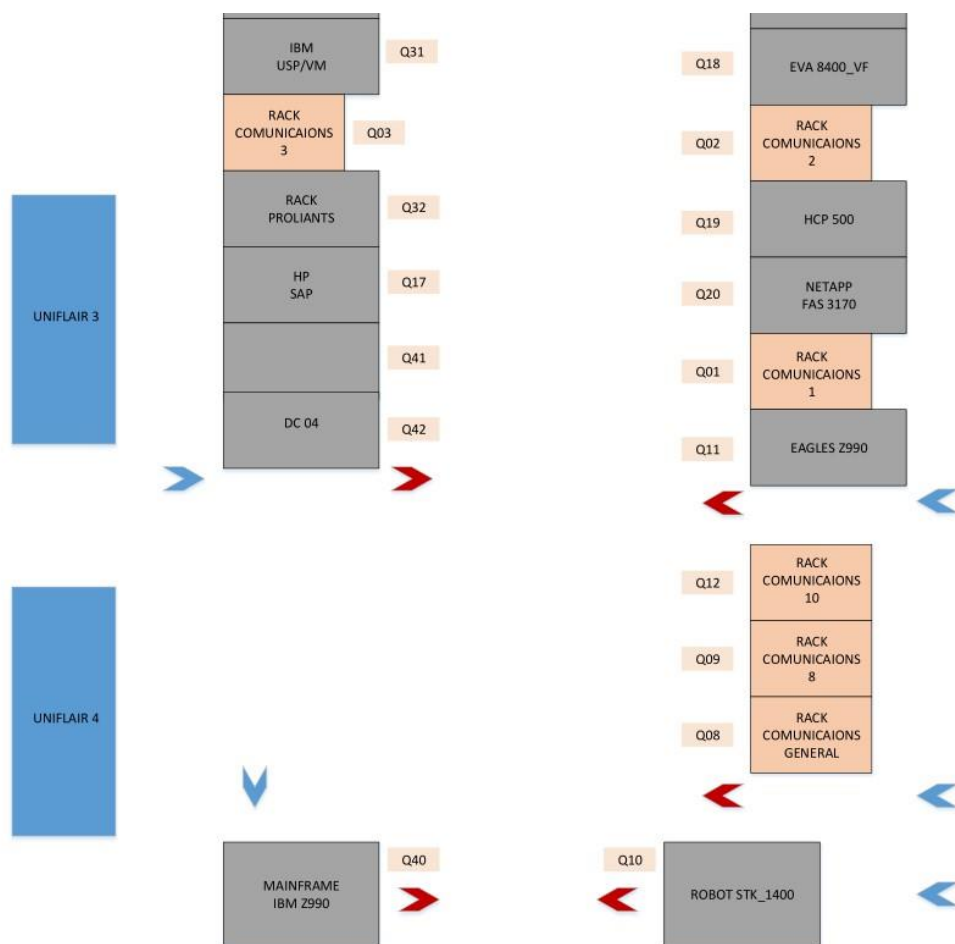 IBM
USP/VM
Q31
Q18
EVA 8400_VF
RACK
COMUNICAIONS
3
Q03
Q02
RACK
COMUNICAIONS
2
RACK
PROLIANTS
Q32
Q19
HCP 500
UNIFLAIR 3
HP
SAP
Q17
Q20
NETAPP
FAS 3170
Q41
Q01
RACK
COMUNICAIONS
1
DC 04
Q42
Q11
EAGLES Z990
Q12
RACK
COMUNICAIONS
10
Q09
RACK
COMUNICAIONS
8
UNIFLAIR 4
Q08
RACK
COMUNICAIONS
GENERAL
MAINFRAME
IBM Z990
Q40
Q10
ROBOT STK_1400